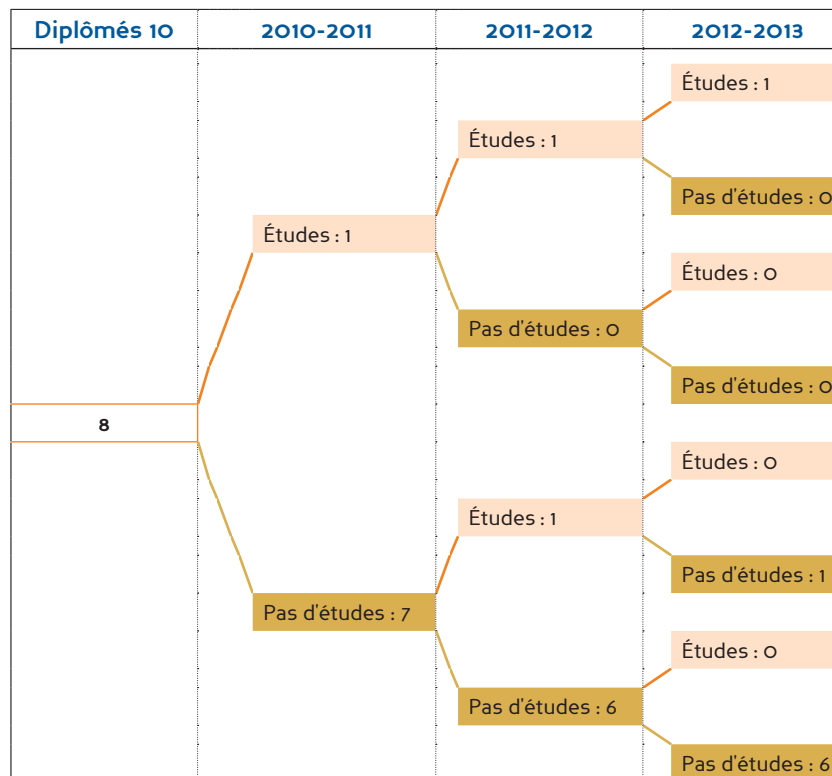 Diplômés 10 2010-2011 2011-2012 2012-2013
Études : 1
Études : 1
Pas d'études : 0
Études : 1
Études : 0
Pas d'études : 0
Pas d'études : 0
8
Études : 0
Études : 1
Pas d'études : 1
Pas d'études : 7
Études : 0
Pas d'études : 6
Pas d'études : 6